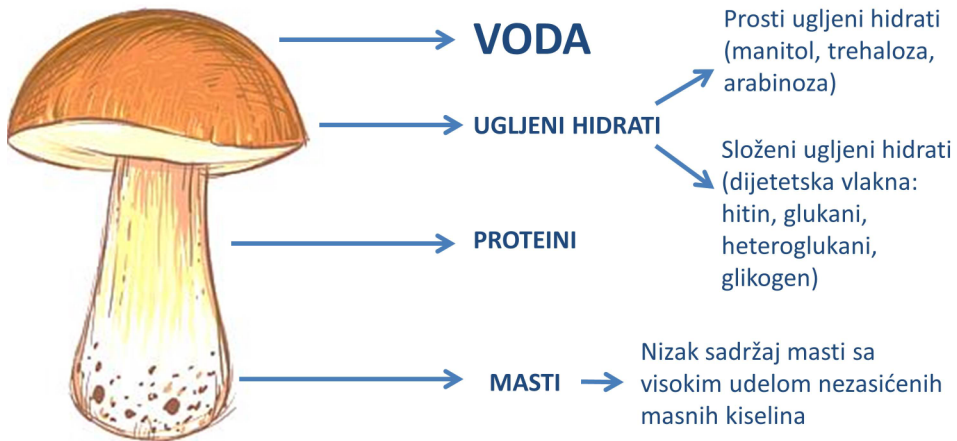 VODA
UGLJENI HIDRATI
Prosti ugljeni hidrati
(manitol, trehaloza,
arabinoza)
Složeni ugljeni hidrati
(dijetetska vlakna:
hitin, glukani,
heteroglukani,
glikogen)
PROTEINI
MASTI
Nizak sadržaj masti sa
visokim udelom nezasićenih
masnih kiselina